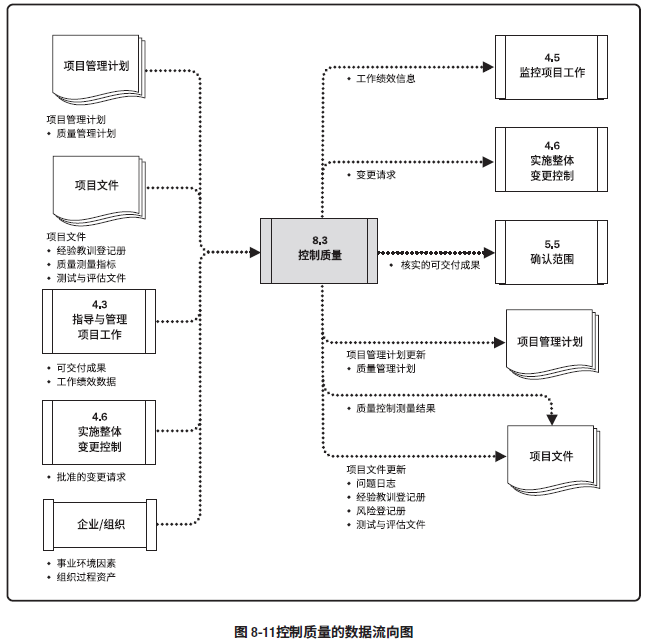 项目管理计划
项目管理计划
◆ 质量管理计划
项目文件
项目文件
◆ 经验教训登记册
◆ 质量测量指标
◆ 测试与评估文件
4.3
指导与管理
项目工作
◆ 可交付成果
◆ 工作绩效数据
4.6
实施整体
变更控制
◆ 批准的变更请求
企业/组织
◆ 事业环境因素
◆ 组织过程资产
8.3
控制质量
◆ 工作绩效信息
4.5
监控项目工作
◆ 变更请求
4.6
实施整体
变更控制
◆ 核实的可交付成果
5.5
确认范围
项目管理计划更新
◆ 质量管理计划
项目管理计划
◆ 质量控制测量结果
项目文件
项目文件更新
◆ 问题日志
◆ 经验教训登记册
◆ 风险登记册
◆ 测试与评估文件
图 8-11控制质量的数据流向图